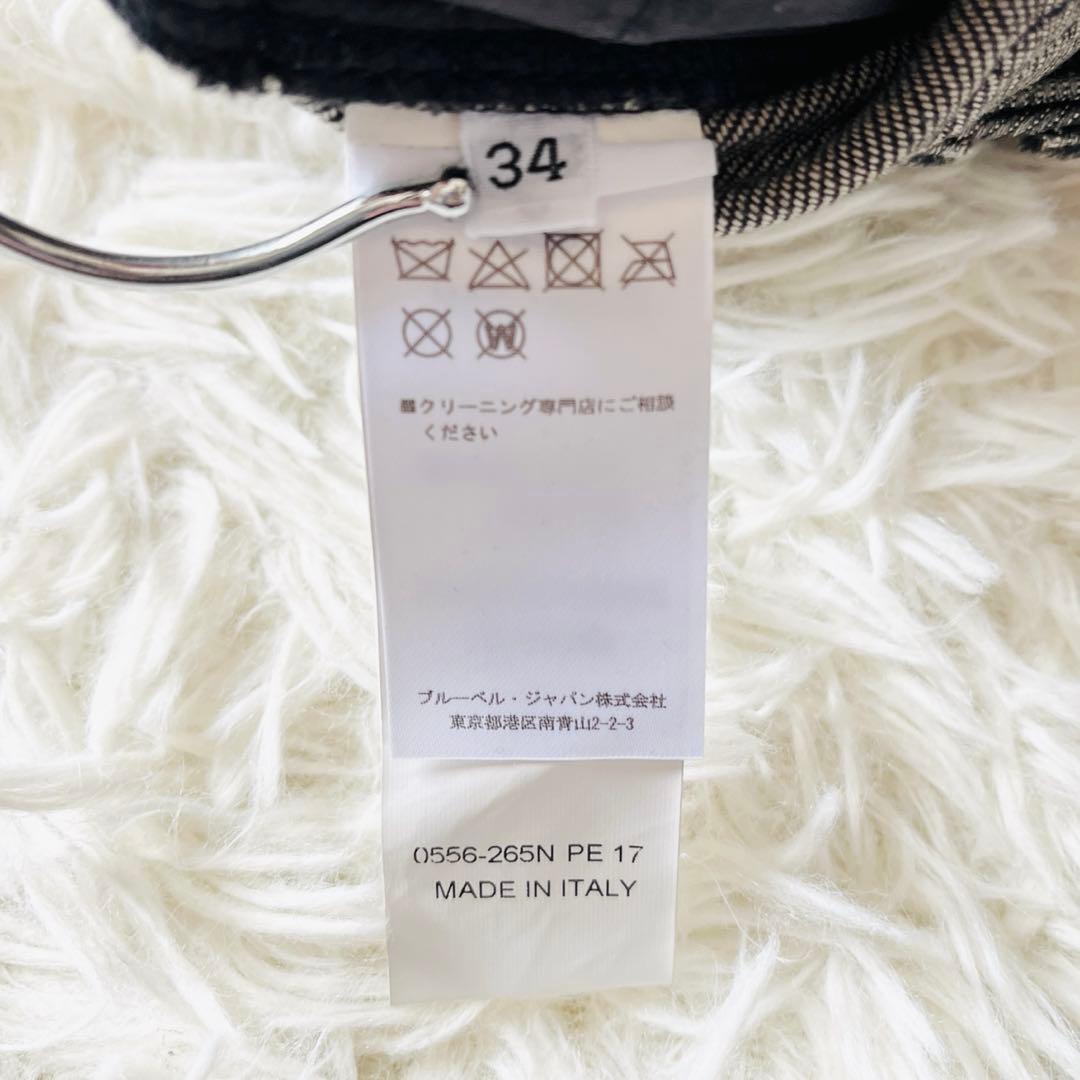 34
W
クリーニング専門店にご相談
ください
ブルーベル・ジャパン株式会社
東京都港区南青山2-2-3
0556-265N PE 17
MADE IN ITALY